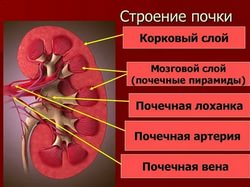 Строение почки
Корковый слой
Мозговой слой
(почечные пирамиды)
Почечная лоханка
Почечная артерия
Почечная вена